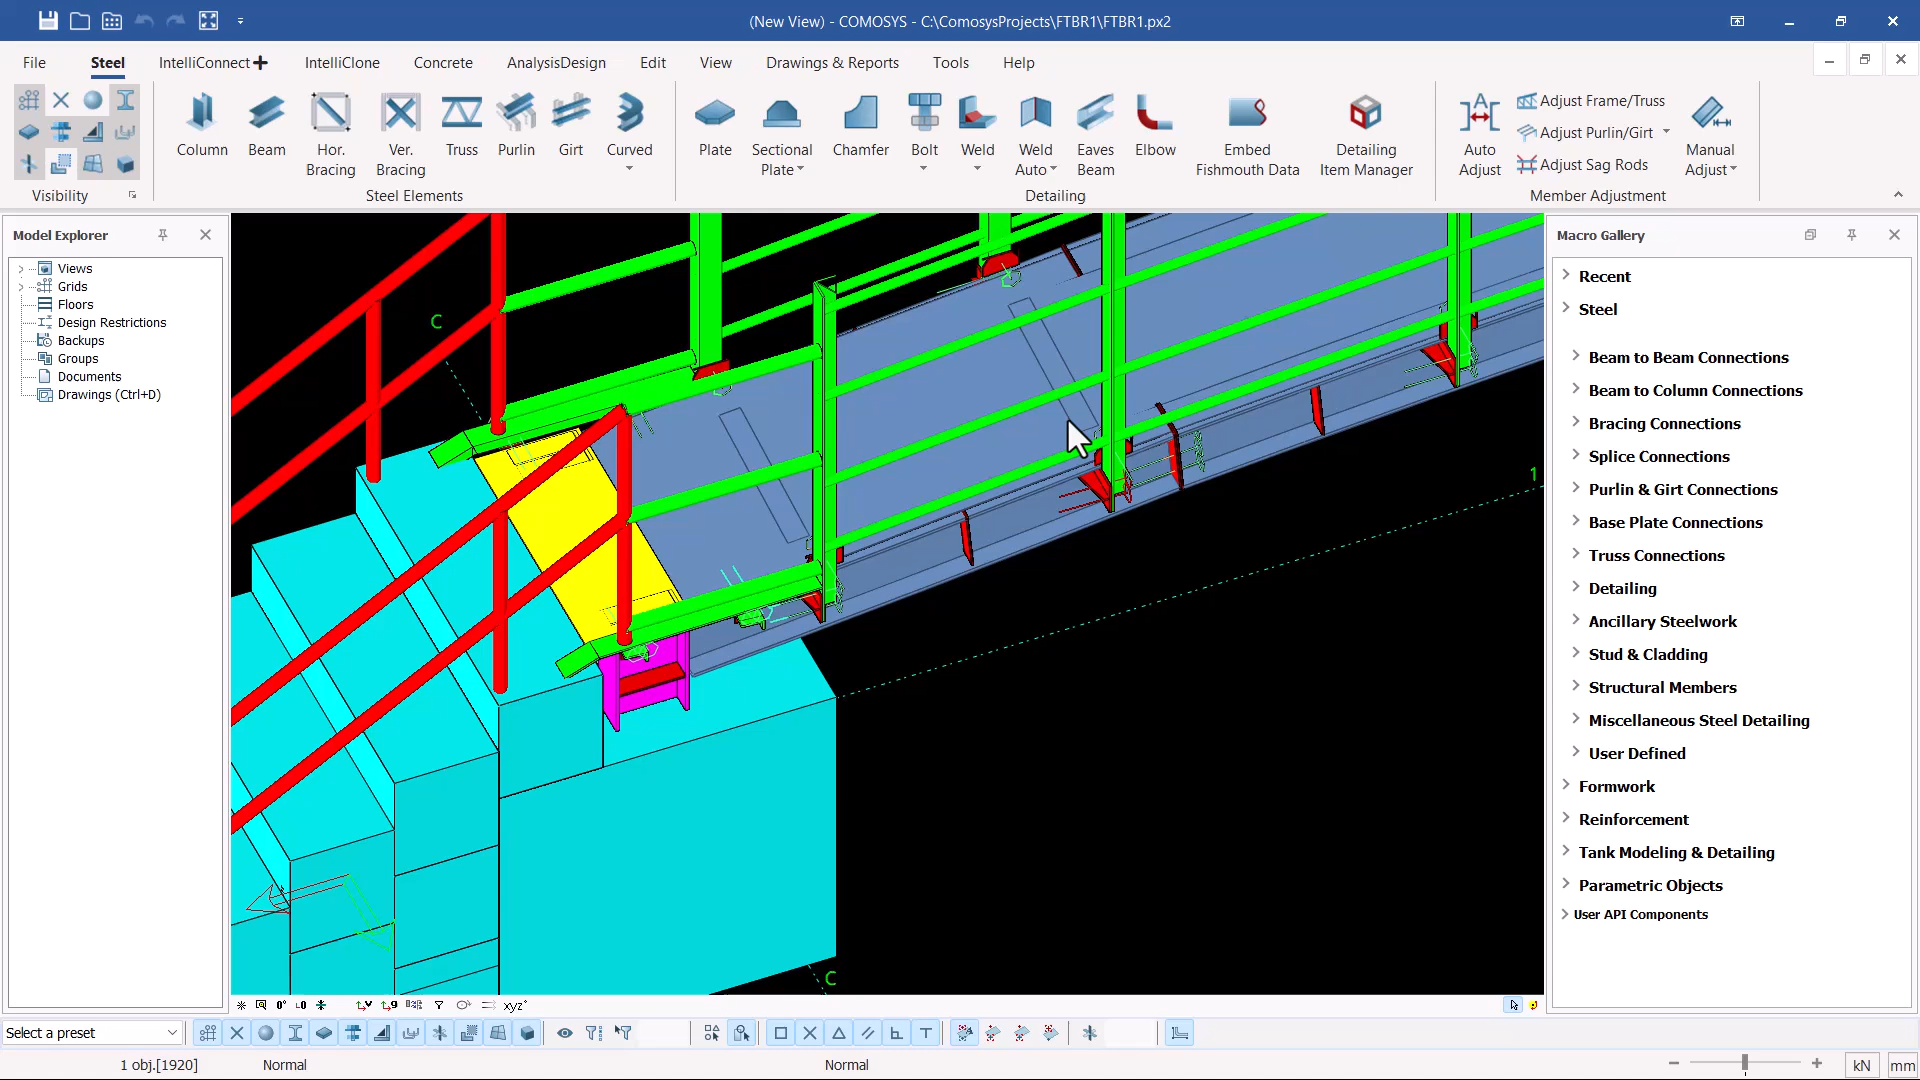 (New View) - COMOSYS - C:\ComosysProjects\FTBR1\FTBR1.px2
File
Steel
IntelliConnect
IntelliClone
Concrete
AnalysisDesign
Edit
View
Drawings & Reports
Tools
Help
Column
Beam
Hor. Bracing
Ver. Bracing
Truss
Purlin
Girt
Curved
Plate
Sectional Plate
Chamfer
Bolt
Weld
Weld Auto
Eaves Beam
Elbow
Embed Fishmouth Data
Detailing Item Manager
Auto Adjust
Adjust Frame/Truss
Adjust Purlin/Girt
Adjust Sag Rods
Manual Adjust
Visibility
Steel Elements
Detailing
Member Adjustment
Model Explorer
Views
Grids
Floors
Design Restrictions
Backups
Groups
Documents
Drawings (Ctrl+D)
C
1
C
Macro Gallery
Recent
Steel
Beam to Beam Connections
Beam to Column Connections
Bracing Connections
Splice Connections
Purlin & Girt Connections
Base Plate Connections
Truss Connections
Detailing
Ancillary Steelwork
Stud & Cladding
Structural Members
Miscellaneous Steel Detailing
User Defined
Formwork
Reinforcement
Tank Modeling & Detailing
Parametric Objects
User API Components
xyz
Select a preset
1 obj.[1920]
Normal
Normal
kN
mm